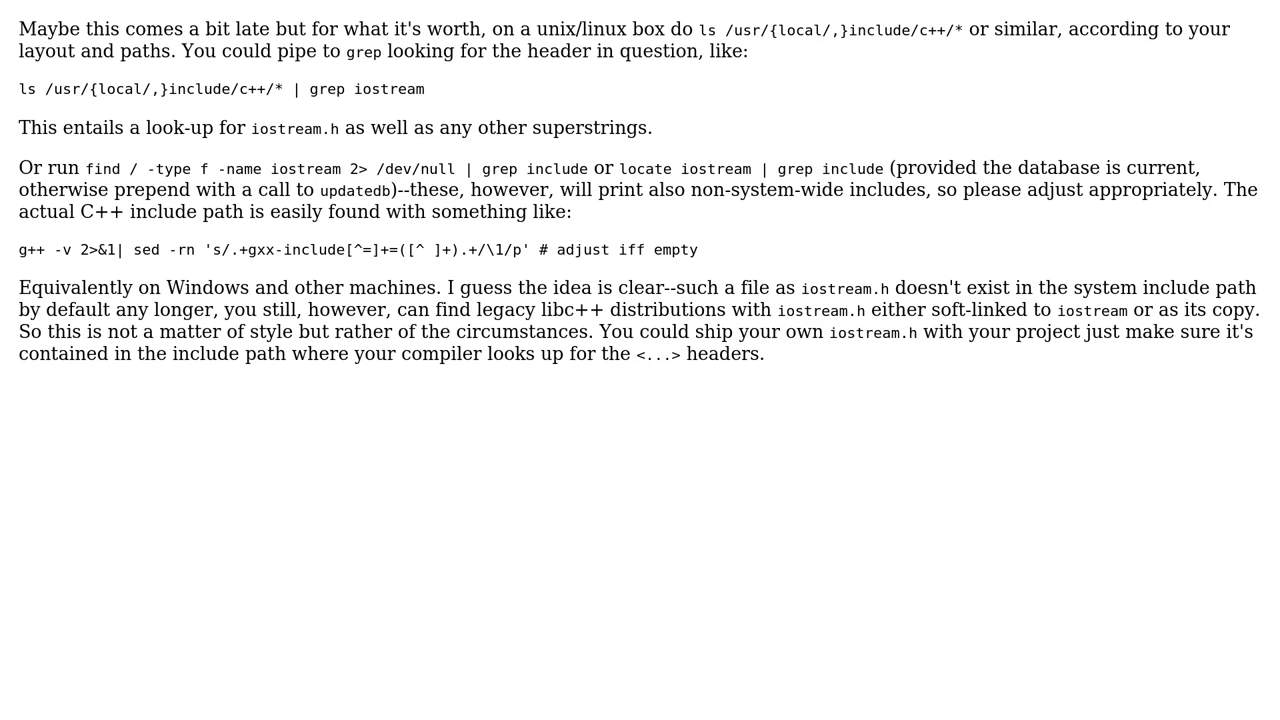 Maybe this comes a bit late but for what it's worth, on a unix/linux box do ls /usr/{local/,}include/c++/* or similar, according to your
layout and paths. You could pipe to grep looking for the header in question, like:
ls /usr/{local/,}include/c++/* | grep iostream
This entails a look-up for iostream.h as well as any other superstrings.
Or run find / -type f -name iostream 2> /dev/null | grep include or locate iostream | grep include (provided the database is current,
otherwise prepend with a call to updatedb)--these, however, will print also non-system-wide includes, so please adjust appropriately. The
actual C++ include path is easily found with something like:
g++ -v 2>&1| sed -rn 's/.+gxx-include[^=]+=([^ ]+).+/\1/p' # adjust iff empty
Equivalently on Windows and other machines. I guess the idea is clear--such a file as iostream.h doesn't exist in the system include path
by default any longer, you still, however, can find legacy libc++ distributions with iostream.h either soft-linked to iostream or as its copy.
So this is not a matter of style but rather of the circumstances. You could ship your own iostream.h with your project just make sure it's
contained in the include path where your compiler looks up for the <...> headers.